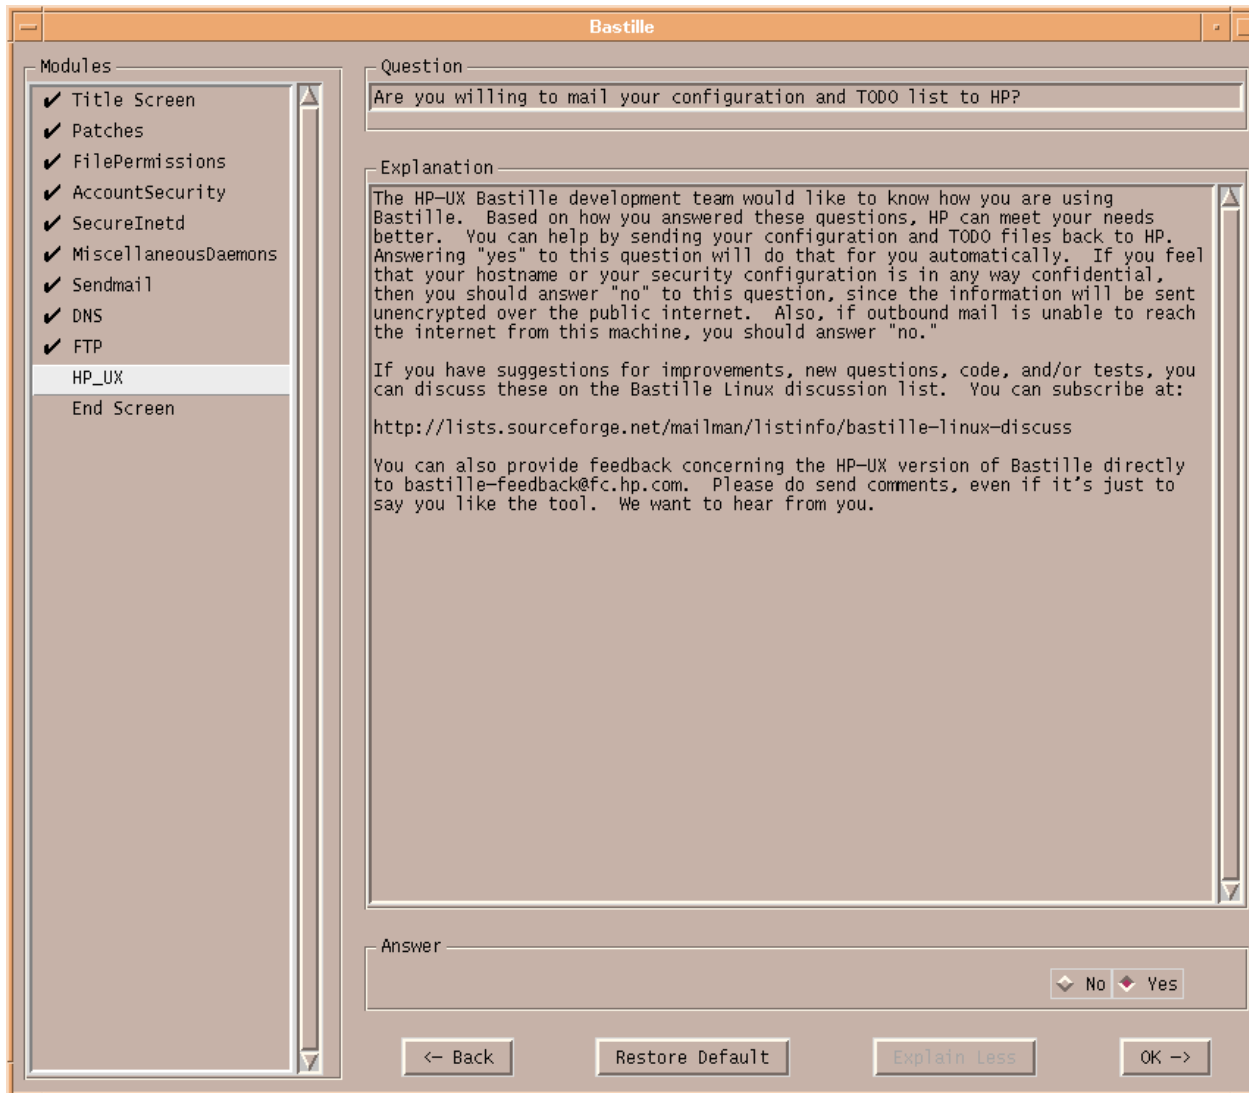 Bastille
Modules
Title Screen
Patches
FilePermissions
AccountSecurity
SecureInetd
MiscellaneousDaemons
Sendmail
DNS
FTP
HP_UX
End Screen
Question
Are you willing to mail your configuration and TODO list to HP?
Explanation
The HP-UX Bastille development team would like to know how you are using
Bastille.  Based on how you answered these questions, HP can meet your needs
better.  You can help by sending your configuration and TODO files back to HP.
Answering "yes" to this question will do that for you automatically.  If you feel
that your hostname or your security configuration is in any way confidential,
then you should answer "no" to this question, since the information will be sent
unencrypted over the public internet.  Also, if outbound mail is unable to reach
the internet from this machine, you should answer "no."
If you have suggestions for improvements, new questions, code, and/or tests, you
can discuss these on the Bastille Linux discussion list.  You can subscribe at:
http://lists.sourceforge.net/mailman/listinfo/bastille-linux-discuss
You can also provide feedback concerning the HP-UX version of Bastille directly
to bastille-feedback@fc.hp.com.  Please do send comments, even if it's just to
say you like the tool.  We want to hear from you.
Answer
No Yes
<- Back
Restore Default
Explain Less
OK ->